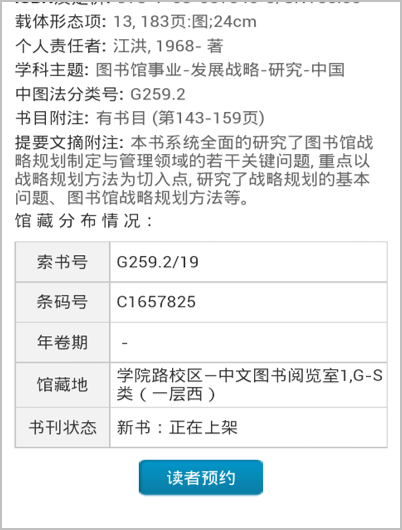 载体形态项: 13, 183页:图;24cm
个人责任者: 江洪, 1968- 著
学科主题: 图书馆事业-发展战略-研究-中国
中图法分类号: G259.2
书目附注: 有书目 (第143-159页)
提要文摘附注: 本书系统全面的研究了图书馆战
略规划制定与管理领域的若干关键问题, 重点以
战略规划方法为切入点, 研究了战略规划的基本
问题、图书馆战略规划方法等。
馆藏分布情况：
索书号 G259.2/19
条码号 C1657825
年卷期 -
馆藏地 学院路校区—中文图书阅览室1,G-S
类（一层西）
书刊状态 新书：正在上架
读者预约